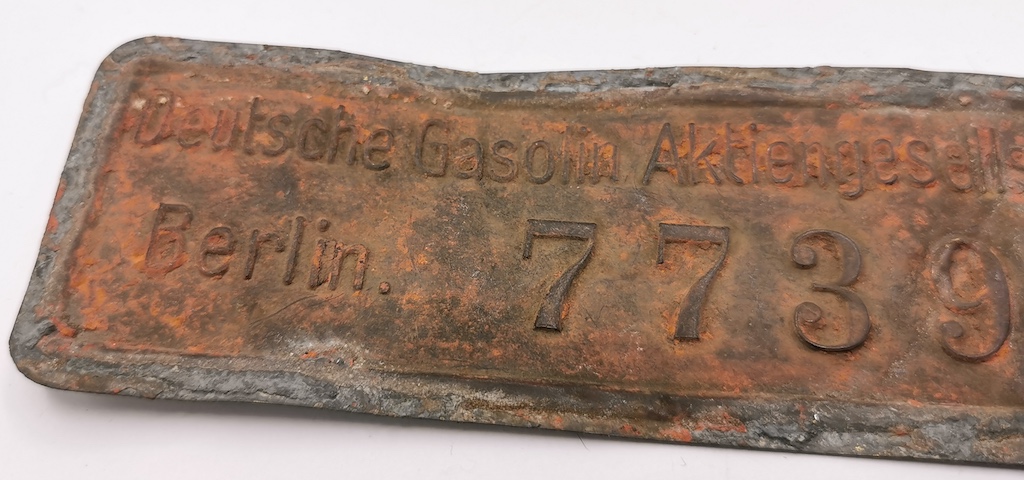 Deutsche Gasolin Aktiengesells
Berlin. 7739